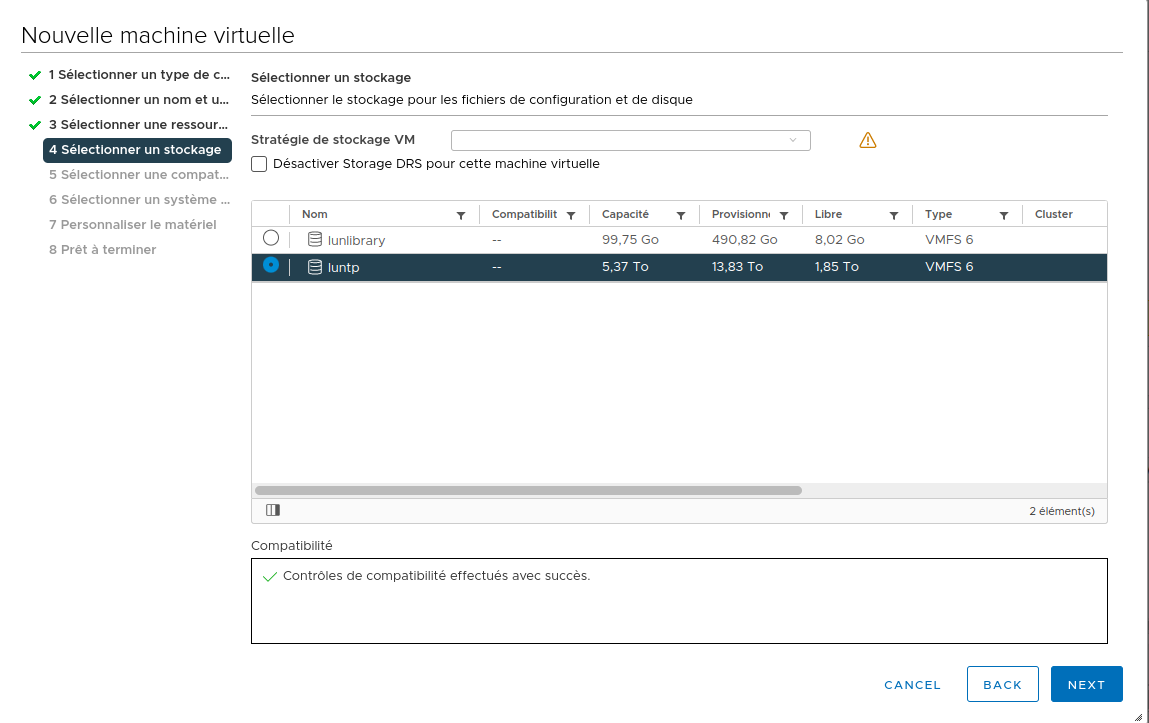 Nouvelle machine virtuelle
1 Sélectionner un type de c...
2 Sélectionner un nom et u...
3 Sélectionner une ressour...
4 Sélectionner un stockage
5 Sélectionner une compat...
6 Sélectionner un système ...
7 Personnaliser le matériel
8 Prêt à terminer
Sélectionner un stockage
Sélectionner le stockage pour les fichiers de configuration et de disque
Stratégie de stockage VM
Désactiver Storage DRS pour cette machine virtuelle
Nom Compatibilit Capacité Provisionne Libre Type Cluster
lunlibrary -- 99,75 Go 490,82 Go 8,02 Go VMFS 6
luntp -- 5,37 To 13,83 To 1,85 To VMFS 6
2 élément(s)
Compatibilité
Contrôles de compatibilité effectués avec succès.
CANCEL BACK NEXT